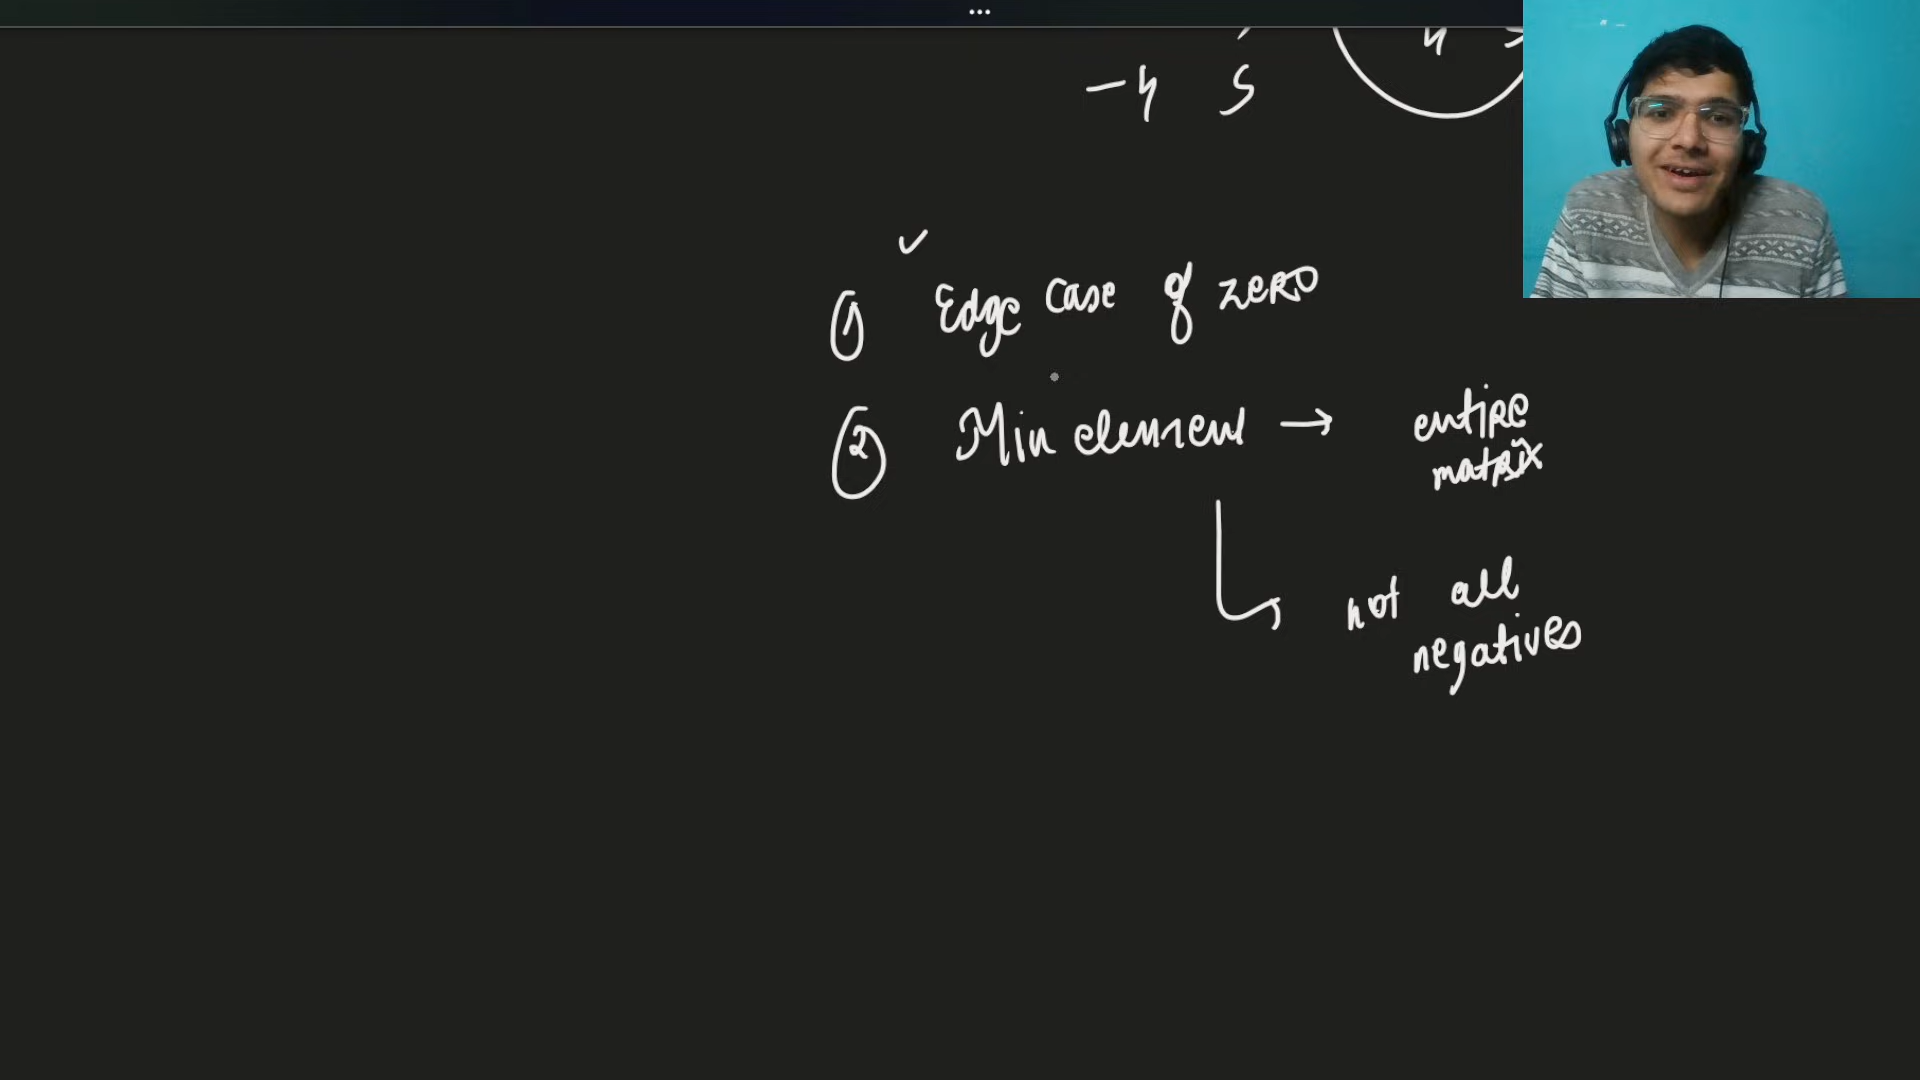 ...
-4 5
① Edge case of zero
② Min element → entire
matrix
not all
negatives